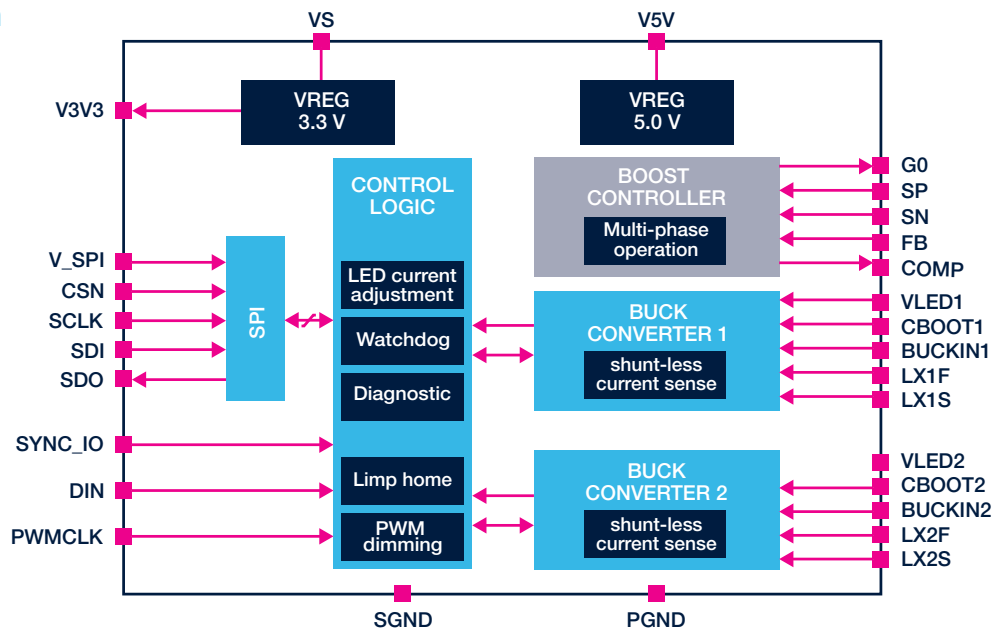 VS
V5V
V3V3
VREG
3.3 V
VREG
5.0 V
CONTROL
LOGIC
LED current
adjustment
Watchdog
Diagnostic
Limp home
PWM
dimming
BOOST
CONTROLLER
Multi-phase
operation
G0
SP
SN
FB
COMP
V_SPI
CSN
SCLK
SDI
SDO
SPI
BUCK
CONVERTER 1
shunt-less
current sense
VLED1
CBOOT1
BUCKIN1
LX1F
LX1S
SYNC_IO
DIN
PWMCLK
BUCK
CONVERTER 2
shunt-less
current sense
VLED2
CBOOT2
BUCKIN2
LX2F
LX2S
SGND
PGND